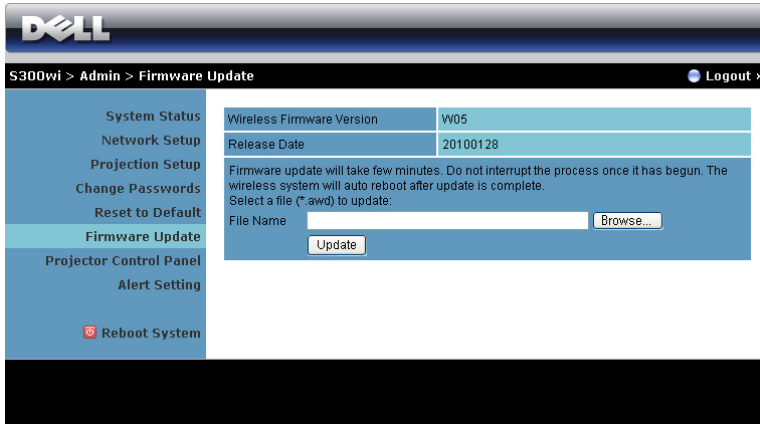 DELL
S300wi > Admin > Firmware Update
Logout
System Status
Network Setup
Projection Setup
Change Passwords
Reset to Default
Firmware Update
Projector Control Panel
Alert Setting
Reboot System
Wireless Firmware Version W05
Release Date 20100128
Firmware update will take few minutes. Do not interrupt the process once it has begun. The
wireless system will auto reboot after update is complete.
Select a file (*.awd) to update:
File Name Browse...
Update